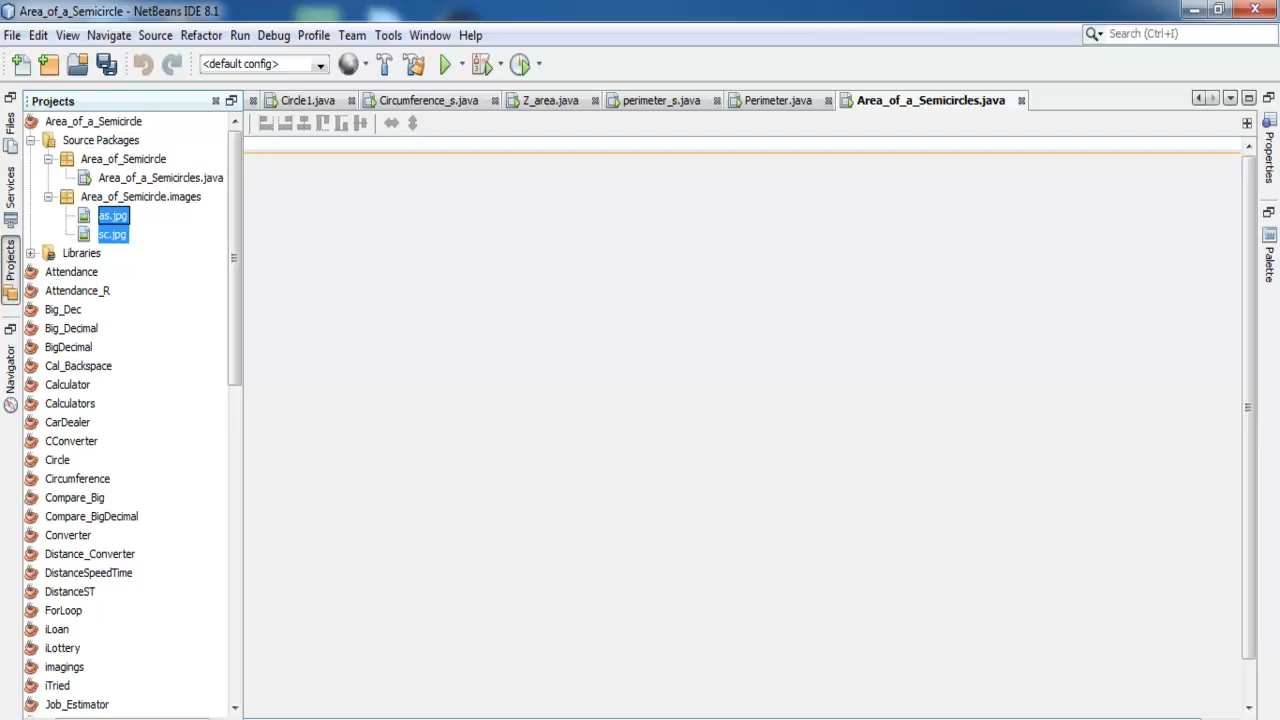 Area_of_a_Semicircle - NetBeans IDE 8.1
File Edit View Navigate Source Refactor Run Debug Profile Team Tools Window Help
Search (Ctrl+I)
<default config>
Projects
Circle1.java Circumference_s.java Z_area.java perimeter_s.java Perimeter.java Area_of_a_Semicircles.java
Files
Services
Projects
Navigator
Area_of_a_Semicircle
Source Packages
Area_of_Semicircle
Area_of_a_Semicircles.java
Area_of_Semicircle.images
as.jpg
sc.jpg
Libraries
Attendance
Attendance_R
Big_Dec
Big_Decimal
BigDecimal
Cal_Backspace
Calculator
Calculators
CarDealer
CConverter
Circle
Circumference
Compare_Big
Compare_BigDecimal
Converter
Distance_Converter
DistanceSpeedTime
DistanceST
ForLoop
iLoan
iLottery
imagings
iTried
Job_Estimator
Properties
Palette